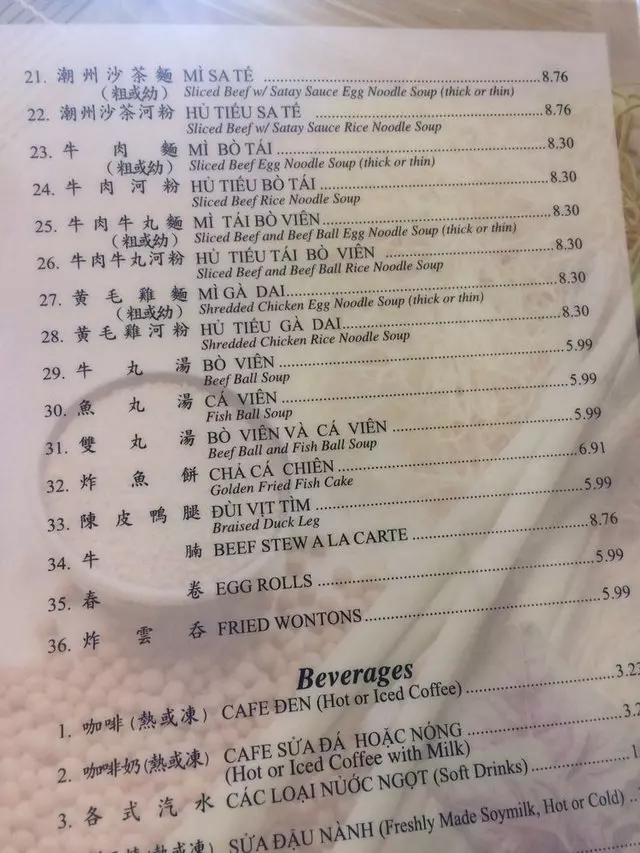 21. 潮州沙茶麵 MÌ SA TÉ ........ 8.76
(粗或幼) Sliced Beef w/ Satay Sauce Egg Noodle Soup (thick or thin)
22. 潮州沙茶河粉 HỦ TIẾU SA TÉ ........ 8.76
Sliced Beef w/ Satay Sauce Rice Noodle Soup
23. 牛肉麵 MÌ BÒ TÁI ........ 8.30
(粗或幼) Sliced Beef Egg Noodle Soup (thick or thin)
24. 牛肉河粉 HỦ TIẾU BÒ TÁI ........ 8.30
Sliced Beef Rice Noodle Soup
25. 牛肉牛丸麵 MÌ TÁI BÒ VIÊN ........ 8.30
(粗或幼) Sliced Beef and Beef Ball Egg Noodle Soup (thick or thin)
26. 牛肉牛丸河粉 HỦ TIẾU TÁI BÒ VIÊN ........ 8.30
Sliced Beef and Beef Ball Rice Noodle Soup
27. 黄毛雞麵 MÌ GÀ DAI ........ 8.30
(粗或幼) Shredded Chicken Egg Noodle Soup (thick or thin)
28. 黄毛雞河粉 HỦ TIẾU GÀ DAI ........ 8.30
Shredded Chicken Rice Noodle Soup
29. 牛丸湯 BÒ VIÊN ........ 5.99
Beef Ball Soup
30. 魚丸湯 CÁ VIÊN ........ 5.99
Fish Ball Soup
31. 雙丸湯 BÒ VIÊN VÀ CÁ VIÊN ........ 5.99
Beef Ball and Fish Ball Soup
32. 炸魚餅 CHẢ CÁ CHIÊN ........ 6.91
Golden Fried Fish Cake
33. 陳皮鴨腿 ĐÙI VỊT TÌM ........ 5.99
Braised Duck Leg
34. 牛腩 BEEF STEW A LA CARTE ........ 8.76
35. 春卷 EGG ROLLS ........ 5.99
36. 炸雲吞 FRIED WONTONS ........ 5.99
Beverages
1. 咖啡(熱或凍) CAFE ĐEN (Hot or Iced Coffee) ........ 3.23
2. 咖啡奶(熱或凍) CAFE SỬA ĐÁ HOẶC NÓNG ........ 3.2
(Hot or Iced Coffee with Milk)
3. 各式汽水 CÁC LOẠI NƯỚC NGỌT (Soft Drinks) ........ 1
(熱或凍) SỬA ĐẬU NÀNH (Freshly Made Soymilk, Hot or Cold)